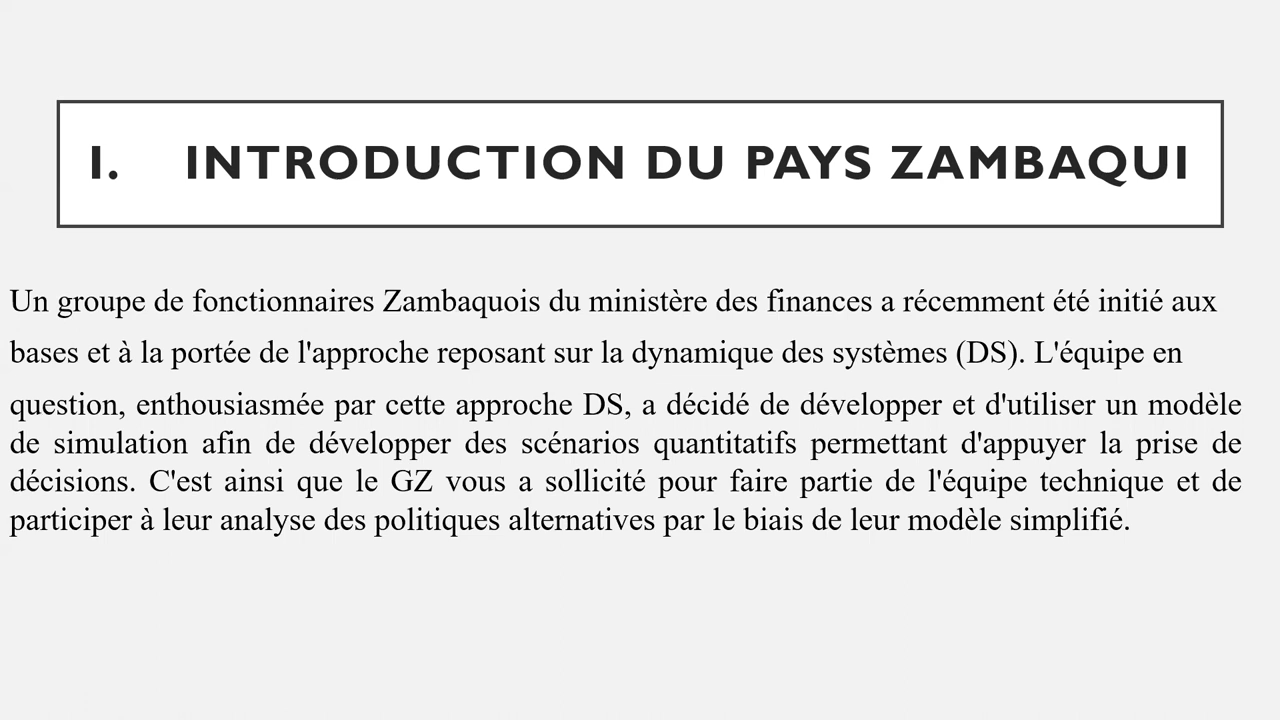 I. INTRODUCTION DU PAYS ZAMBAQUI
Un groupe de fonctionnaires Zambaquois du ministère des finances a récemment été initié aux
bases et à la portée de l'approche reposant sur la dynamique des systèmes (DS). L'équipe en
question, enthousiasmée par cette approche DS, a décidé de développer et d'utiliser un modèle
de simulation afin de développer des scénarios quantitatifs permettant d'appuyer la prise de
décisions. C'est ainsi que le GZ vous a sollicité pour faire partie de l'équipe technique et de
participer à leur analyse des politiques alternatives par le biais de leur modèle simplifié.